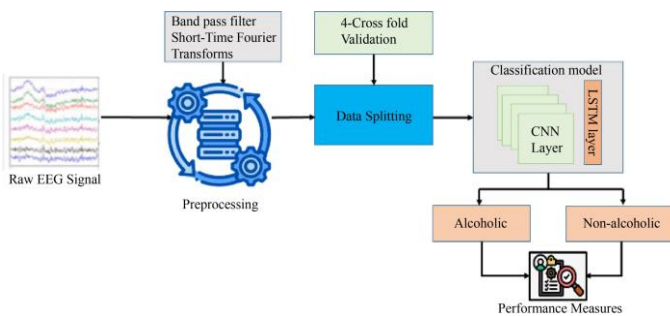 Band pass filter
Short-Time Fourier
Transforms
4-Cross fold
Validation
Classification model
CNN
Layer
LSTM layer
Data Splitting
Raw EEG Signal
Preprocessing
Alcoholic
Non-alcoholic
Performance Measures